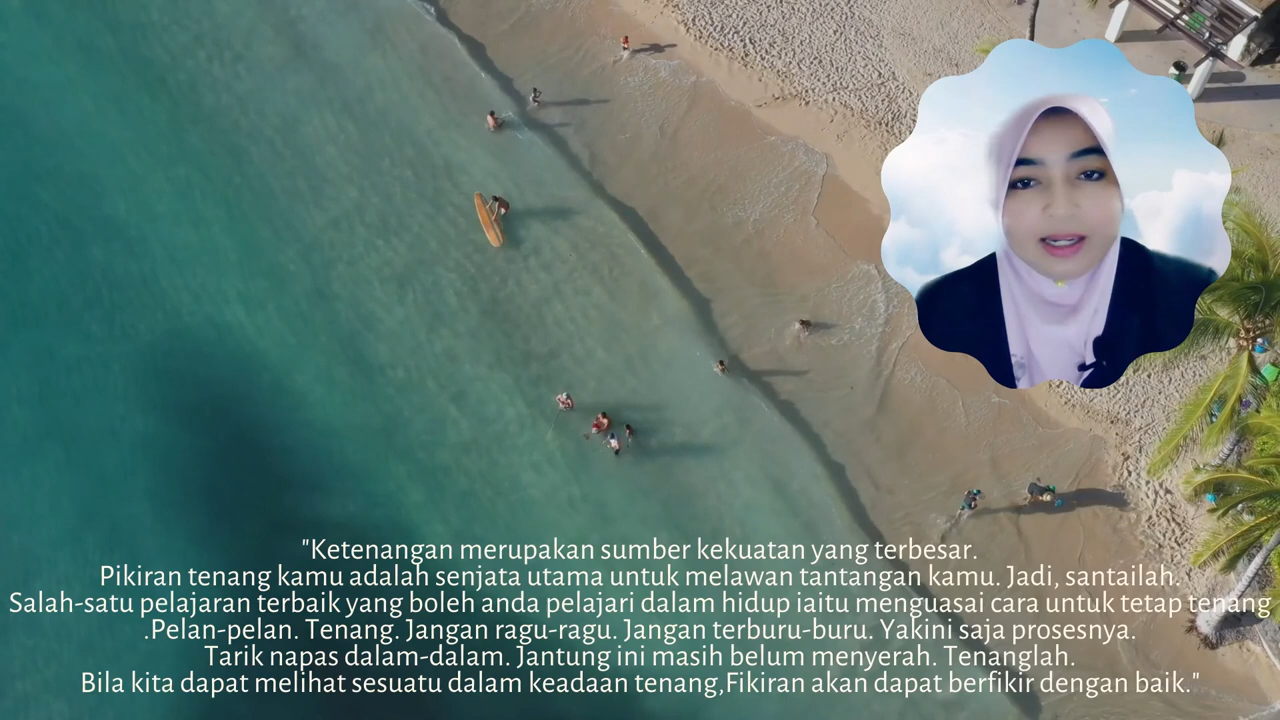 "Ketenangan merupakan sumber kekuatan yang terbesar.
Pikiran tenang kamu adalah senjata utama untuk melawan tantangan kamu. Jadi, santailah.
Salah-satu pelajaran terbaik yang boleh anda pelajari dalam hidup iaitu menguasai cara untuk tetap tenang
.Pelan-pelan. Tenang. Jangan ragu-ragu. Jangan terburu-buru. Yakini saja prosesnya.
Tarik napas dalam-dalam. Jantung ini masih belum menyerah. Tenanglah.
Bila kita dapat melihat sesuatu dalam keadaan tenang,Fikiran akan dapat berfikir dengan baik."